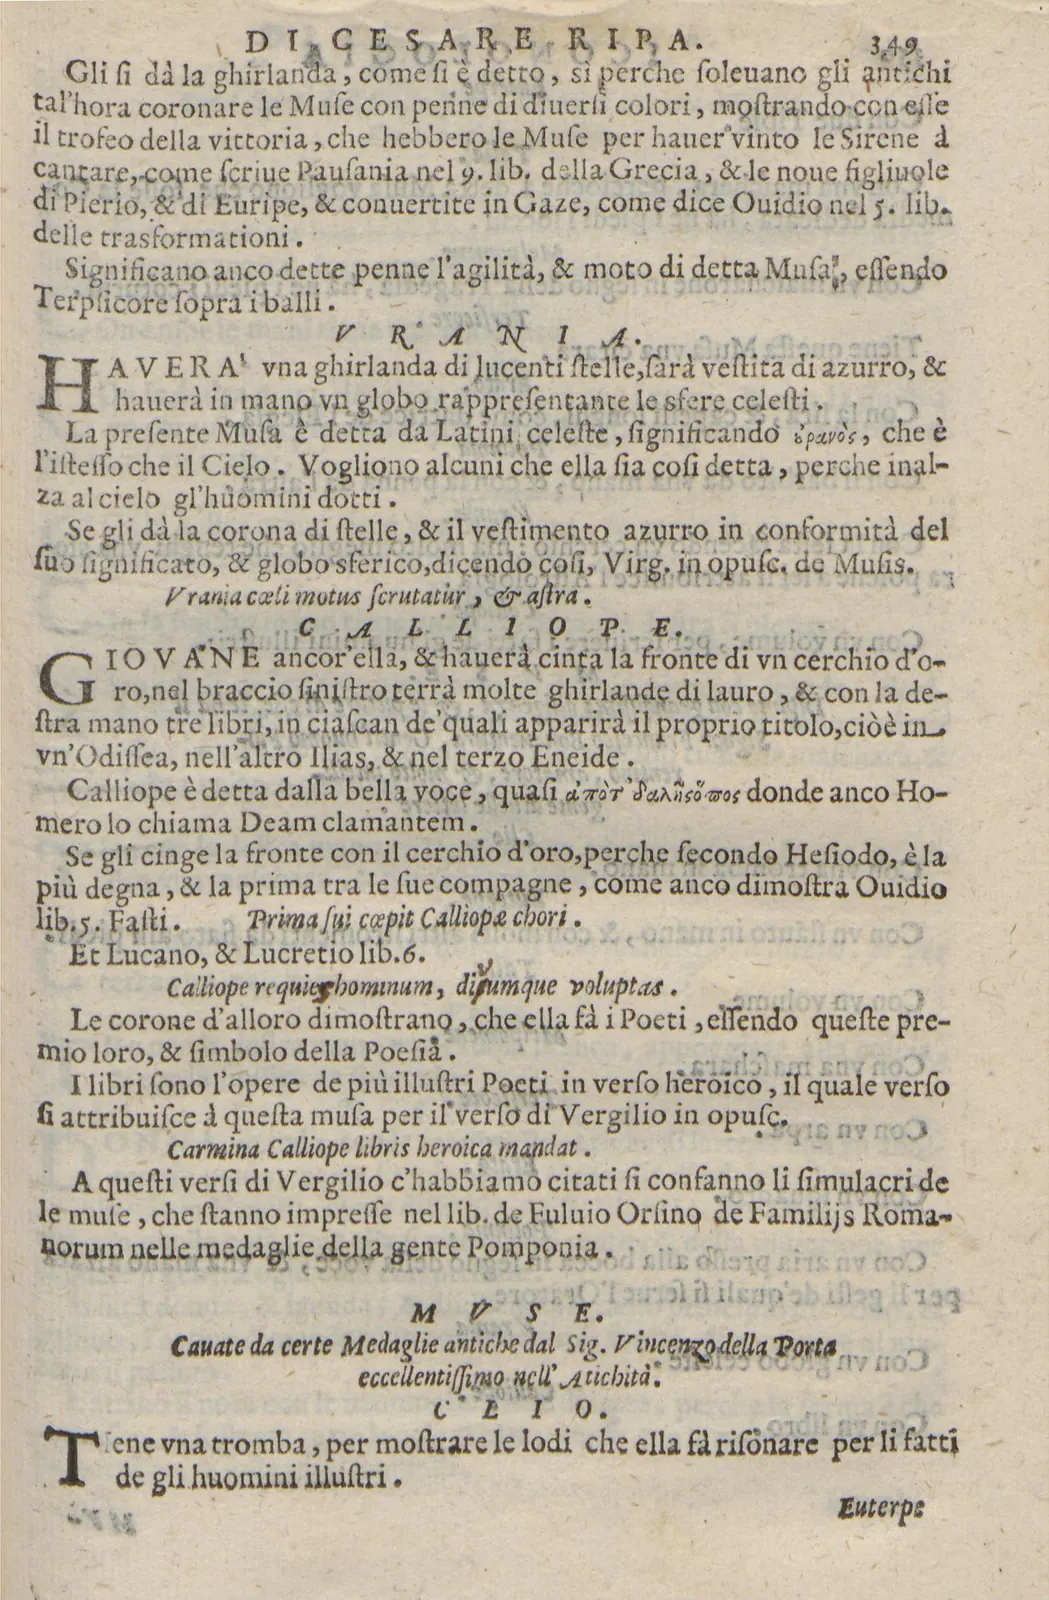 DI CESARE RIPA. 349
Gli ſi dà la ghirlanda, come ſi è detto, sì perche ſoleuano gli antichi
tal'hora coronare le Muſe con penne di diuerſi colori, moſtrando con eſſe
il trofeo della vittoria, che hebbero le Muſe per hauer vinto le Sirene à
cantare, come ſcriue Pauſania nel 9. lib. della Grecia, & le noue figliuole
di Pierio, & di Euripe, & conuertite in Gaze, come dice Ouidio nel 5. lib.
delle trasformationi.
Significano anco dette penne l'agilità, & moto di detta Muſa, eſſendo
Terpſicore ſopra i balli.
VRANIA.
HAVERA' vna ghirlanda di lucenti ſtelle, ſarà veſtita di azurro, &
hauerà in mano vn globo rappreſentante le sfere celeſti.
La preſente Muſa è detta da Latini celeſte, ſignificando ȣ̓ρανὸς, che è
l'iſteſſo che il Cielo. Vogliono alcuni che ella ſia coſi detta, perche inal-
za al cielo gl'huomini dotti.
Se gli dà la corona di ſtelle, & il veſtimento azurro in conformità del
ſuo ſignificato, & globo sferico, dicendo coſi, Virg. in opuſc. de Muſis.
Vrania cæli motus ſcrutatur, & aſtra.
CALLIOPE.
GIOVANE ancor'ella, & hauerà cinta la fronte di vn cerchio d'o-
ro, nel braccio ſiniſtro terrà molte ghirlande di lauro, & con la de-
ſtra mano tre libri, in ciaſcan de'quali apparirà il proprio titolo, cióè in
vn'Odiſſea, nell'altro Ilias, & nel terzo Eneide.
Calliope è detta dalla bella voce, quaſi donde anco Ho-
mero lo chiama Deam clamantem.
Se gli cinge la fronte con il cerchio d'oro, perche ſecondo Heſiodo, è la
più degna, & la prima tra le ſue compagne, come anco dimoſtra Ouidio
lib. 5. Faſti. Prima ſui cœpit Calliopæ chori.
Et Lucano, & Lucretio lib. 6.
Calliope requies hominum, diuumque voluptas.
Le corone d'alloro dimoſtrano, che ella fà i Poeti, eſſendo queſte pre-
mio loro, & ſimbolo della Poeſia.
I libri ſono l'opere de più illuſtri Poeti in verſo heroico, il quale verſo
ſi attribuiſce à queſta muſa per il verſo di Vergilio in opuſc.
Carmina Calliope libris heroica mandat.
A queſti verſi di Vergilio c'habbiamo citati ſi confanno li ſimulacri de
le muſe, che ſtanno impreſſe nel lib. de Fuluio Orſino de Familijs Roma-
norum nelle medaglie della gente Pomponia.
MVSE.
Cauate da certe Medaglie antiche dal Sig. Vincenzo della Porta
eccellentiſſimo nell' Atichità.
CLIO.
Tene vna tromba, per moſtrare le lodi che ella fà riſonare per li fatti
de gli huomini illuſtri.
Euterpe